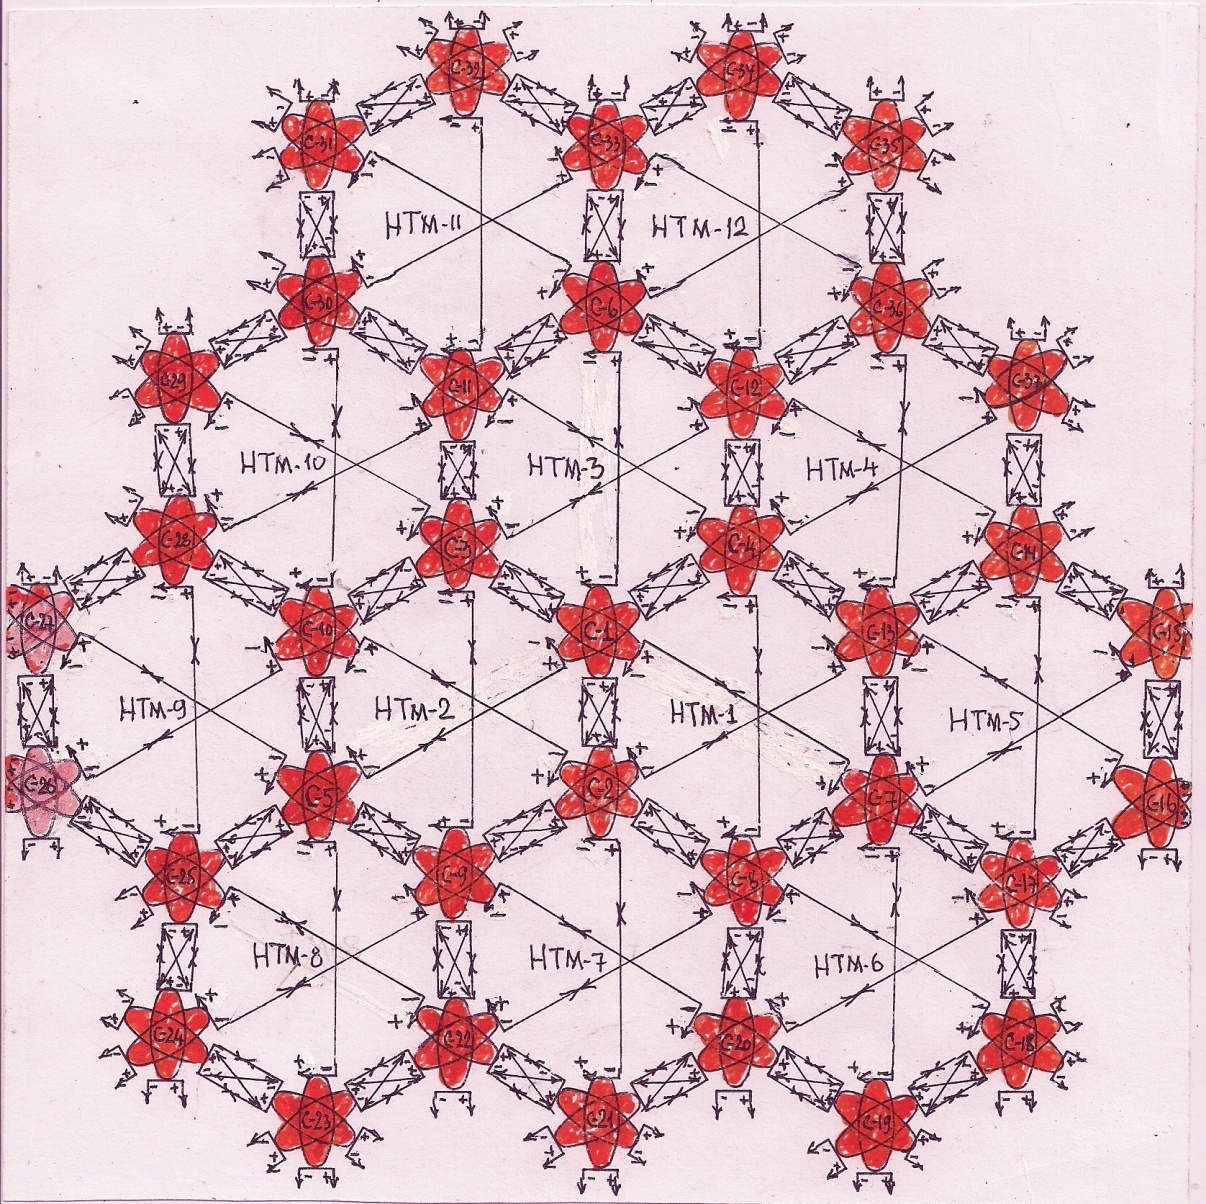 C-32 C-34
C-31 C-33 C-35
HTM-11 HTM-12
C-30 C-6 C-36
C-29 C-11 C-12 C-37
HTM-10 HTM-3 HTM-4
C-28 C-3 C-4 C-14
C-27 C-10 C-1 C-13 C-15
HTM-9 HTM-2 HTM-1 HTM-5
C-26 C-5 C-2 C-7 C-16
C-25 C-9 C-8 C-17
HTM-8 HTM-7 HTM-6
C-24 C-22 C-20 C-18
C-23 C-21 C-19